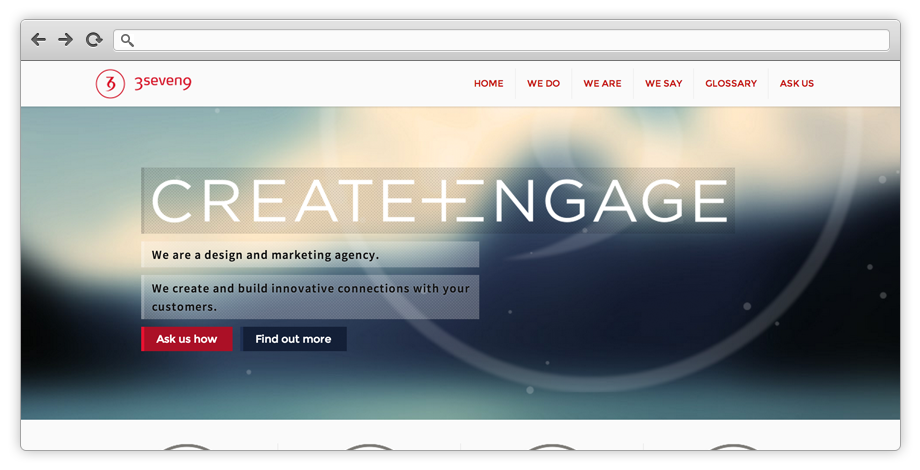 3seven9
HOME
WE DO
WE ARE
WE SAY
GLOSSARY
ASK US
CREATE+ENGAGE
We are a design and marketing agency.
We create and build innovative connections with your
customers.
Ask us how
Find out more